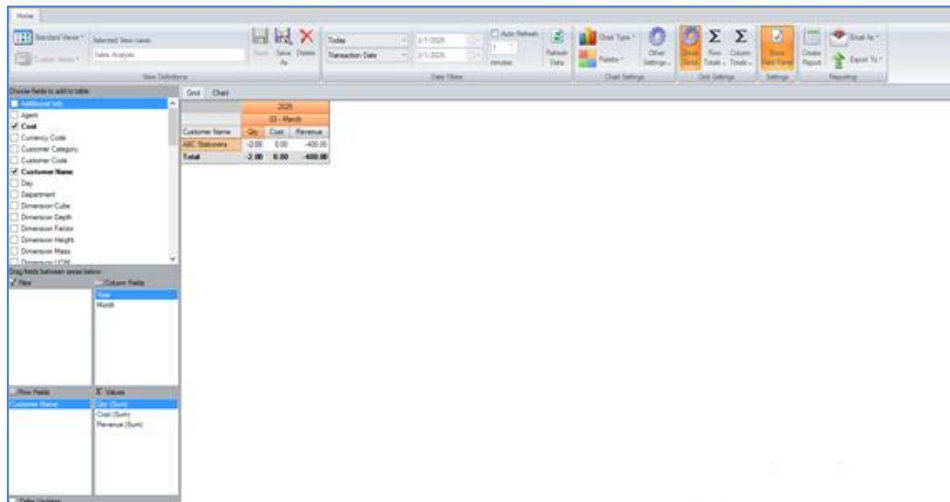 Home
Standard Views
Custom Views
Selected View name:
Sales Analysis
Save
Save As
Delete
View Definitions
Today
3/1/2025
Transaction Date
3/1/2025
Auto Refresh
1
minutes
Refresh Data
Data Filters
Chart Type
Palette
Other Settings
Chart Settings
Show Zeros
Row Totals
Column Totals
Grid Settings
Show Field Panel
Settings
Create Report
Email As
Export To
Reporting
Choose fields to add to table:
Additional Info
Agent
Cost
Currency Code
Customer Category
Customer Code
Customer Name
Day
Department
Dimension Cube
Dimension Depth
Dimension Factor
Dimension Height
Dimension Mass
Dimension UOM
Drag fields between areas below:
Filter
Column Fields
Year
Month
Row Fields
Customer Name
Σ Values
Qty (Sum)
Cost (Sum)
Revenue (Sum)
Defer Updates
Grid Chart
2025
03 - March
Customer Name Qty Cost Revenue
ABC Stationers -2.00 0.00 -400.00
Total -2.00 0.00 -400.00